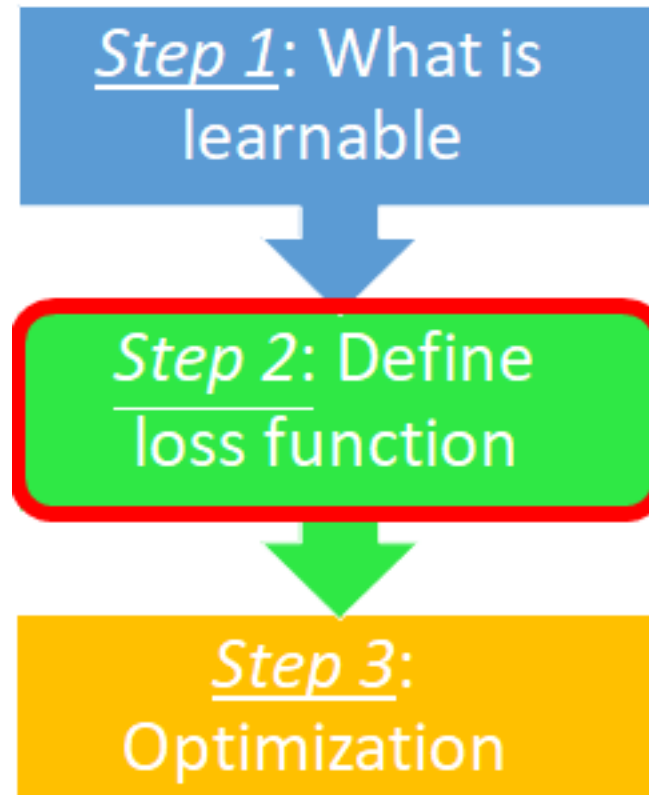 Step 1: What is
learnable
Step 2: Define
loss function
Step 3:
Optimization